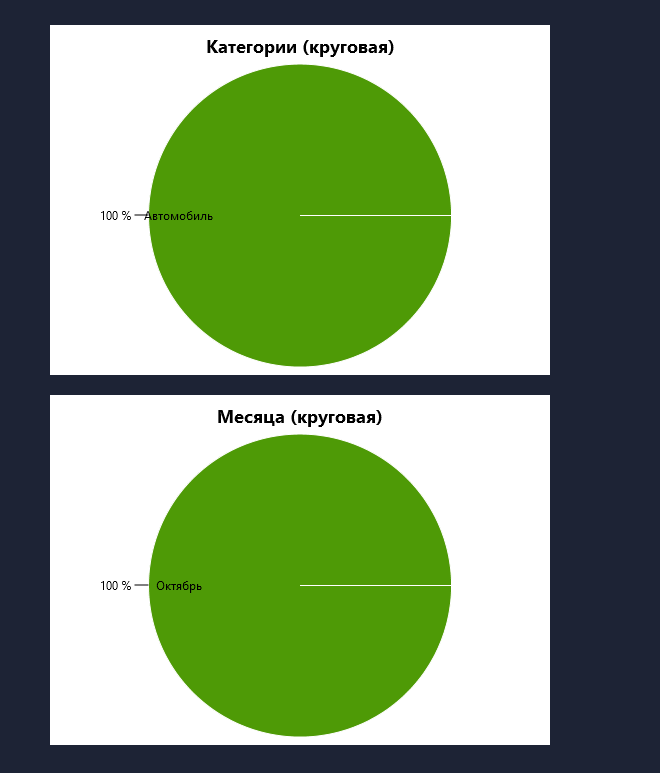 Категории (круговая)
100 % Автомобиль
Месяца (круговая)
100 % Октябрь